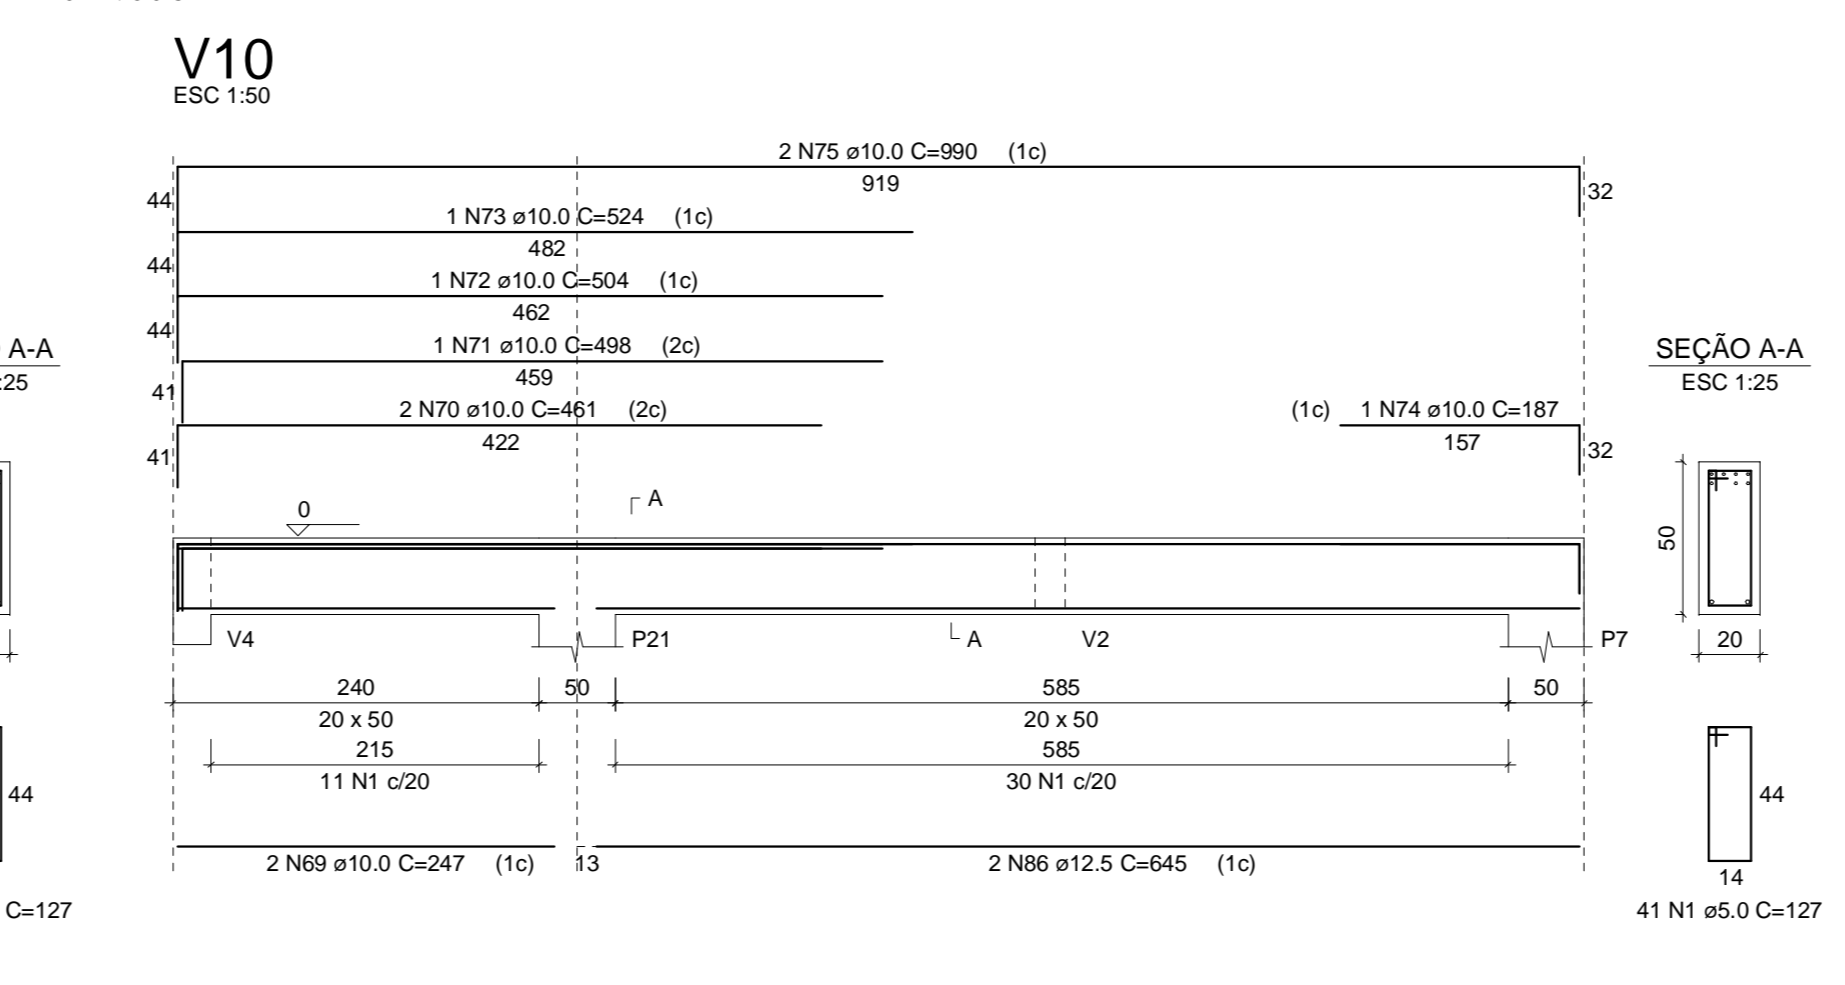 V10
ESC 1:50
2 N75 ø10.0 C=990 (1c)
919
44
32
1 N73 ø10.0 C=524 (1c)
482
44
1 N72 ø10.0 C=504 (1c)
462
44
1 N71 ø10.0 C=498 (2c)
459
41
2 N70 ø10.0 C=461 (2c)
422
41
(1c) 1 N74 ø10.0 C=187
157
32
A-A
:25
SEÇÃO A-A
ESC 1:25
0
A
50
20
V4
P21
A
V2
P7
240
50
585
50
20 x 50
20 x 50
215
585
11 N1 c/20
30 N1 c/20
44
44
2 N69 ø10.0 C=247 (1c)
13
2 N86 ø12.5 C=645 (1c)
14
C=127
41 N1 ø5.0 C=127